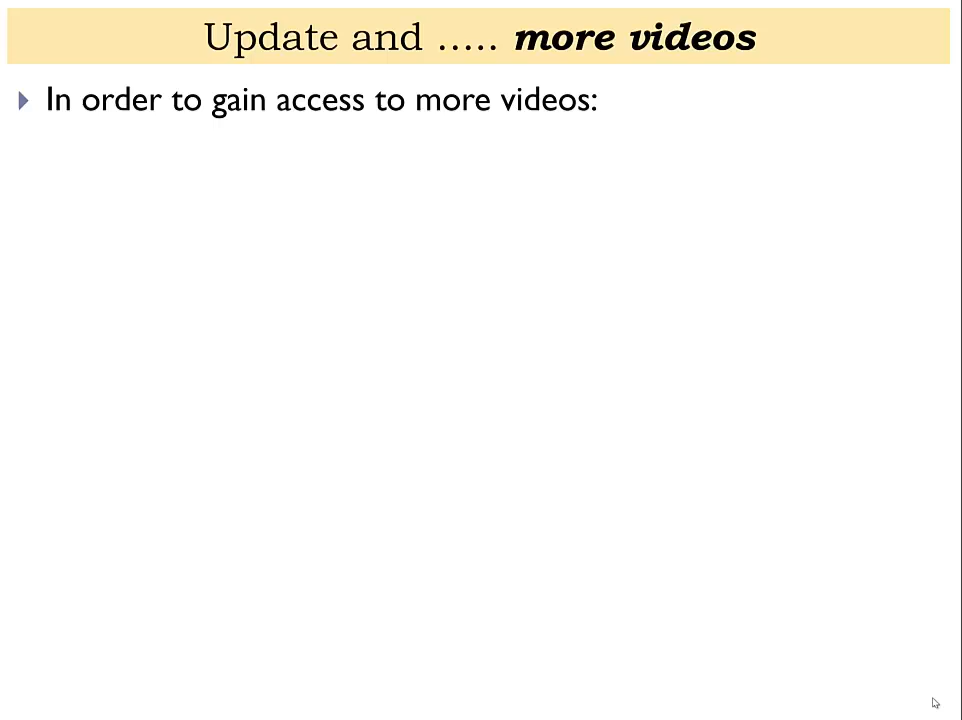 Update and ..... more videos
In order to gain access to more videos: